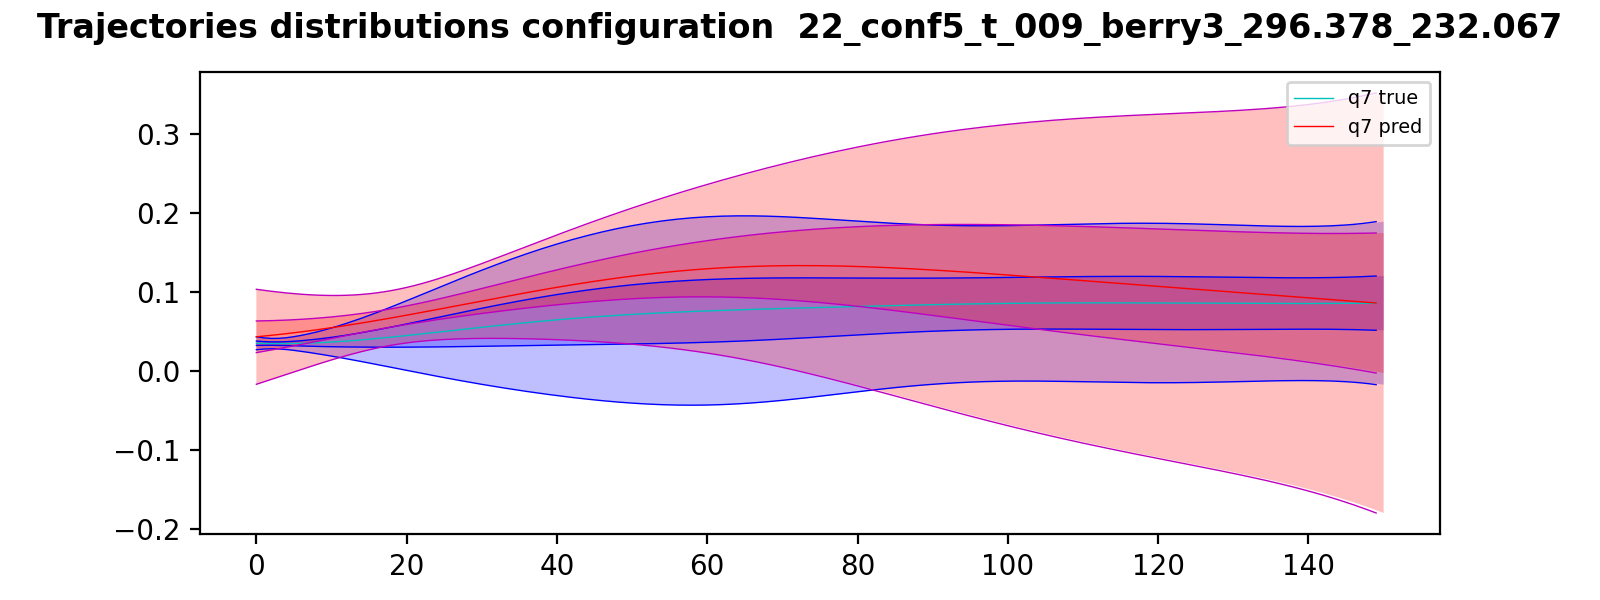 Trajectories distributions configuration  22_conf5_t_009_berry3_296.378_232.067
q7 true
q7 pred
0.3
0.2
0.1
0.0
−0.1
−0.2
0 20 40 60 80 100 120 140